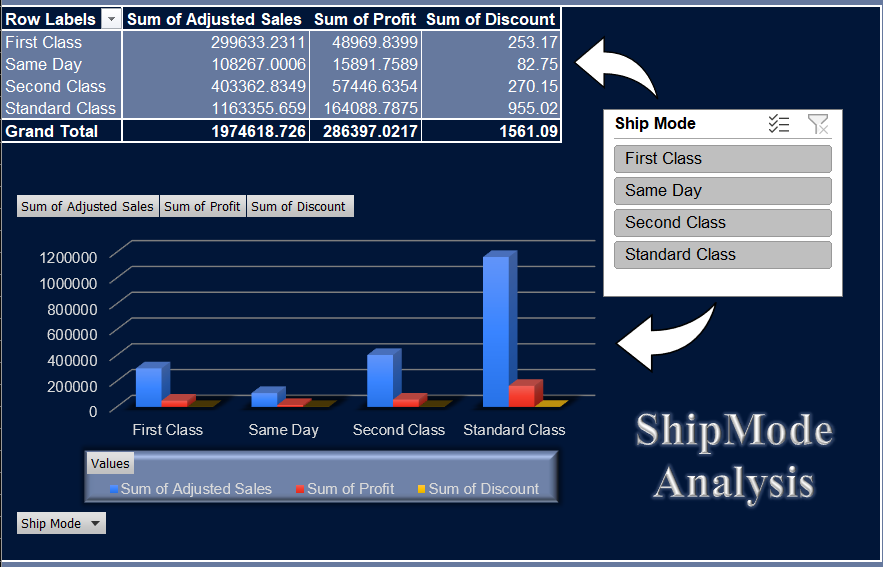 Row Labels Sum of Adjusted Sales Sum of Profit Sum of Discount
First Class 299633.2311 48969.8399 253.17
Same Day 108267.0006 15891.7589 82.75
Second Class 403362.8349 57446.6354 270.15
Standard Class 1163355.659 164088.7875 955.02
Grand Total 1974618.726 286397.0217 1561.09
Ship Mode
First Class
Same Day
Second Class
Standard Class
Sum of Adjusted Sales Sum of Profit Sum of Discount
1200000
1000000
800000
600000
400000
200000
0
First Class Same Day Second Class Standard Class
Values
Sum of Adjusted Sales Sum of Profit Sum of Discount
Ship Mode
ShipMode
Analysis